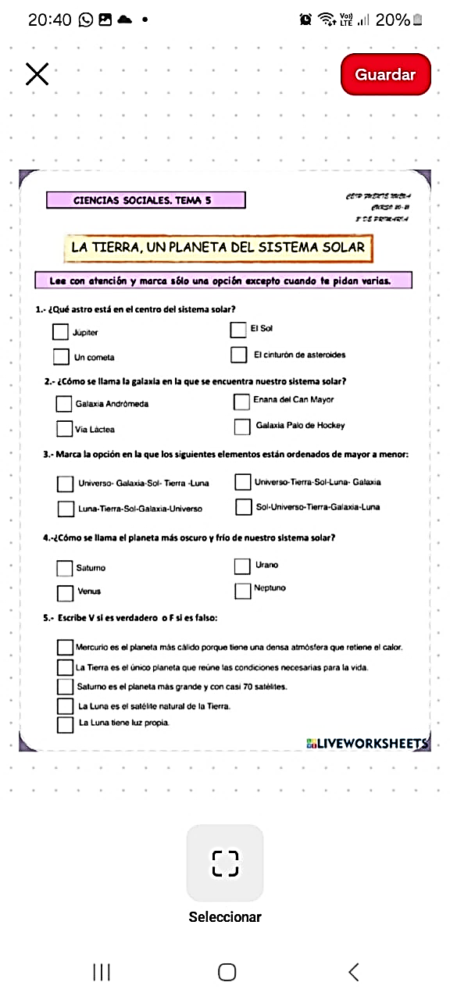 20:40
Vo)) LTE 20%
Guardar
CIENCIAS SOCIALES. TEMA 5
CURSO 20-21
3º DE PRIMARIA
LA TIERRA, UN PLANETA DEL SISTEMA SOLAR
Lee con atención y marca sólo una opción excepto cuando te pidan varias.
1.- ¿Qué astro está en el centro del sistema solar?
Júpiter
El Sol
Un cometa
El cinturón de asteroides
2.- ¿Cómo se llama la galaxia en la que se encuentra nuestro sistema solar?
Galaxia Andrómeda
Enana del Can Mayor
Vía Láctea
Galaxia Palo de Hockey
3.- Marca la opción en la que los siguientes elementos están ordenados de mayor a menor:
Universo- Galaxia-Sol- Tierra -Luna
Universo-Tierra-Sol-Luna- Galaxia
Luna-Tierra-Sol-Galaxia-Universo
Sol-Universo-Tierra-Galaxia-Luna
4.-¿Cómo se llama el planeta más oscuro y frío de nuestro sistema solar?
Saturno
Urano
Venus
Neptuno
5.- Escribe V si es verdadero o F si es falso:
Mercurio es el planeta más cálido porque tiene una densa atmósfera que retiene el calor.
La Tierra es el único planeta que reúne las condiciones necesarias para la vida.
Saturno es el planeta más grande y con casi 70 satélites.
La Luna es el satélite natural de la Tierra.
La Luna tiene luz propia.
LIVEWORKSHEETS
Seleccionar